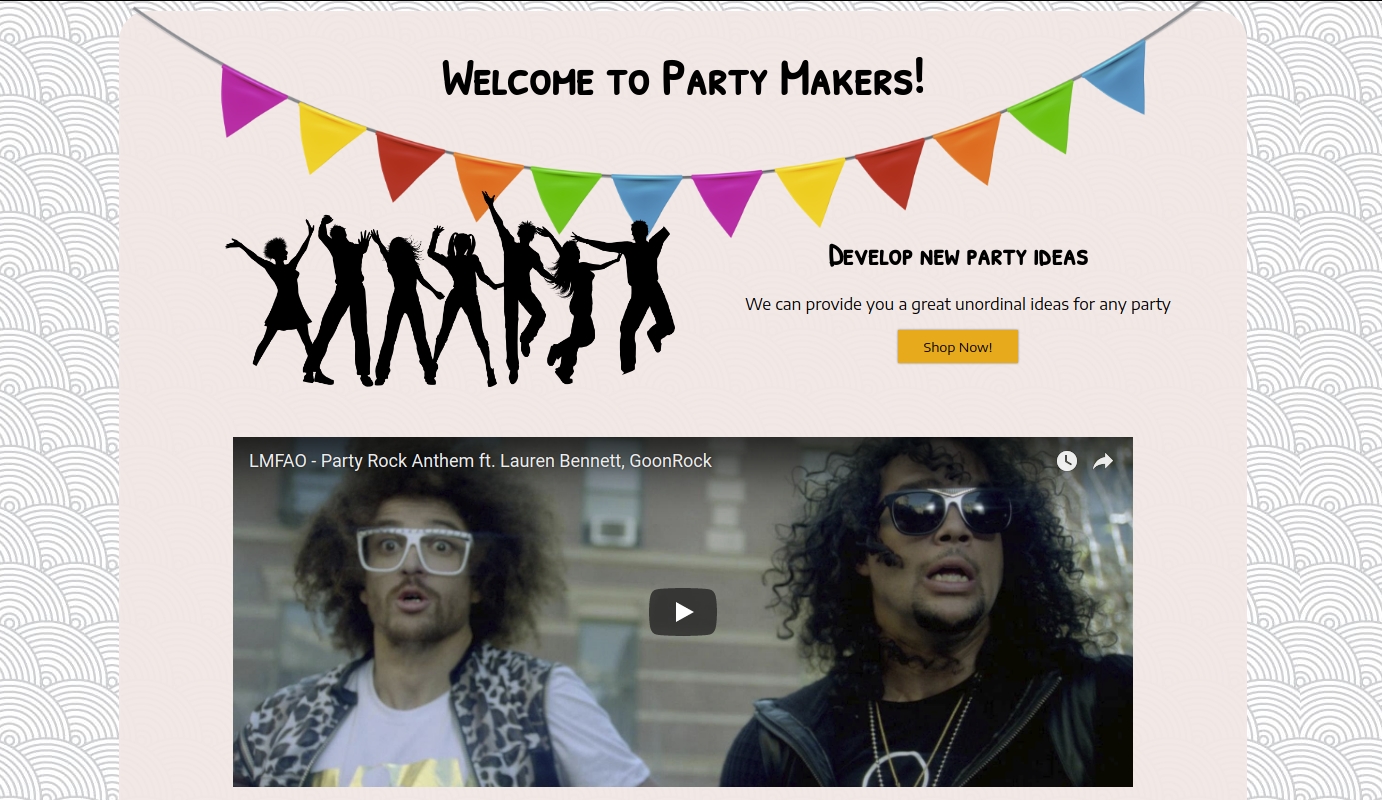 Welcome to Party Makers!
Develop new party ideas
We can provide you a great unordinal ideas for any party
Shop Now!
LMFAO - Party Rock Anthem ft. Lauren Bennett, GoonRock